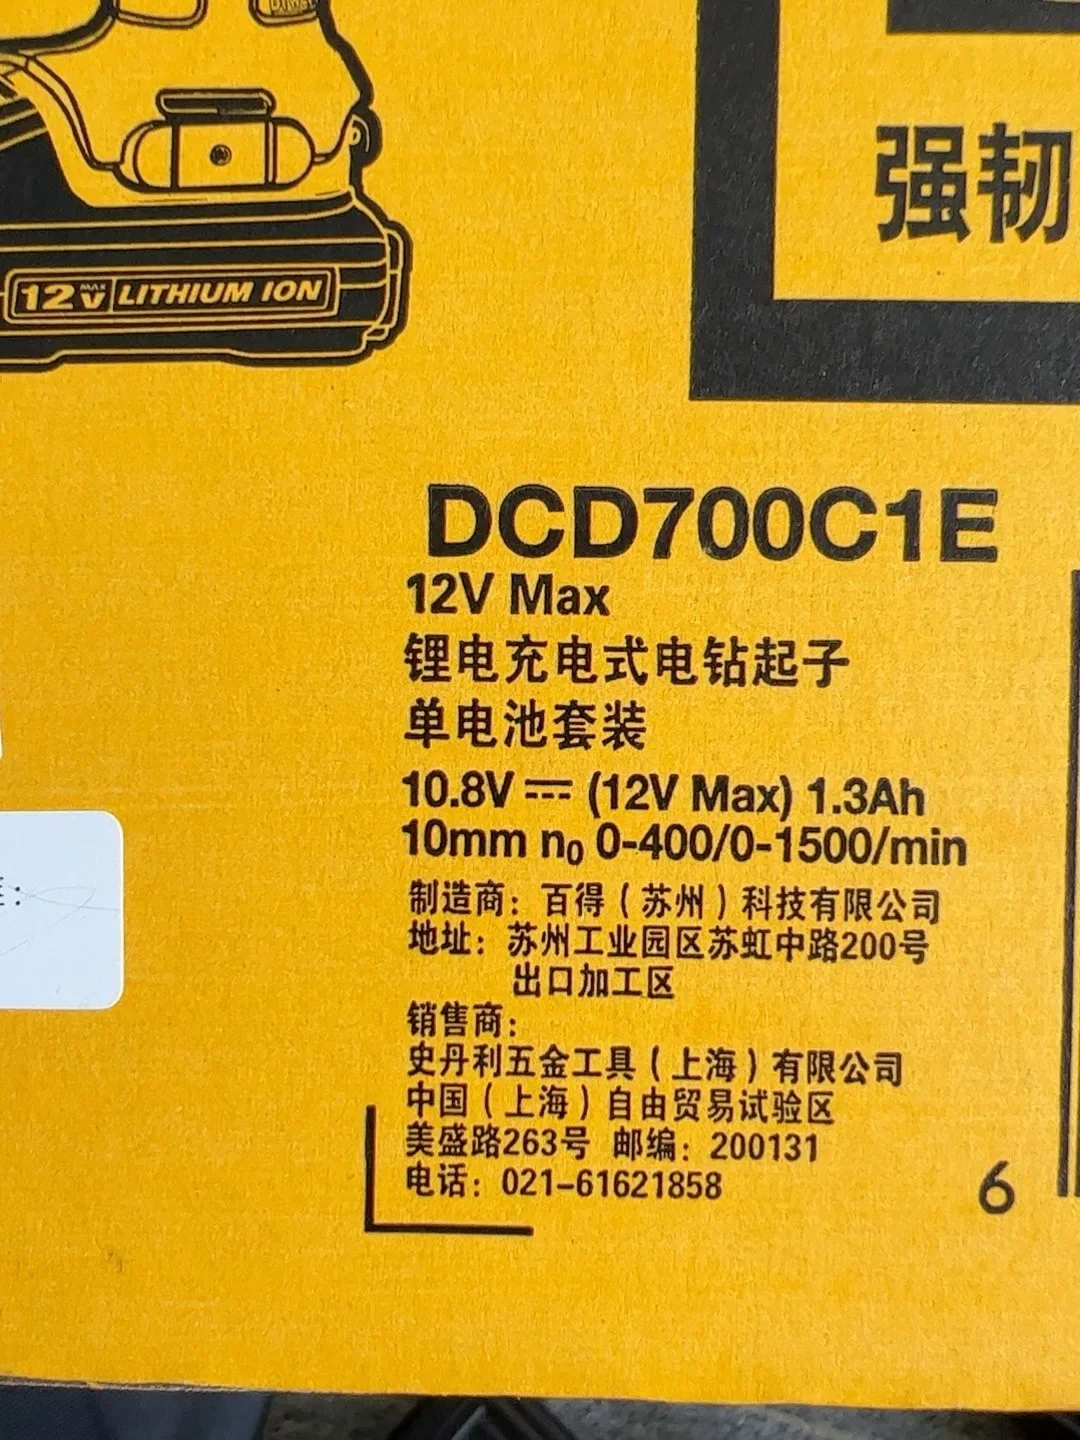 12V MAX LITHIUM ION
强韧
DCD700C1E
12V Max
锂电充电式电钻起子
单电池套装
10.8V ⎓ (12V Max) 1.3Ah
10mm n₀ 0-400/0-1500/min
制造商：百得（苏州）科技有限公司
地址：苏州工业园区苏虹中路200号
出口加工区
销售商：
史丹利五金工具（上海）有限公司
中国（上海）自由贸易试验区
美盛路263号 邮编：200131
电话：021-61621858
6